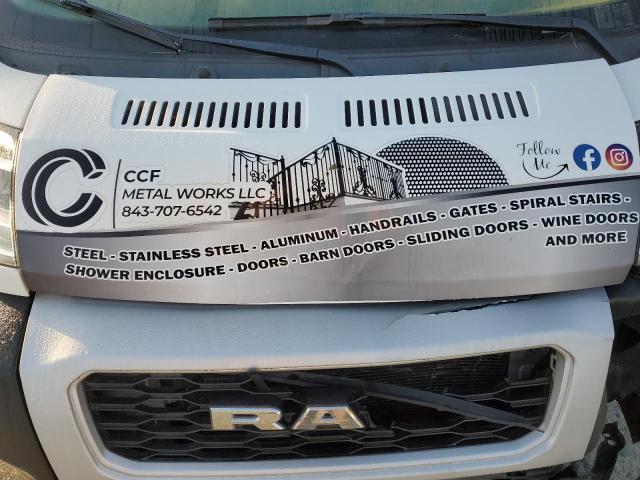 CCF
METAL WORKS LLC
843-707-6542
Follow
Me
STEEL - STAINLESS STEEL - ALUMINUM - HANDRAILS - GATES - SPIRAL STAIRS -
SHOWER ENCLOSURE - DOORS - BARN DOORS - SLIDING DOORS - WINE DOORS
AND MORE
RA